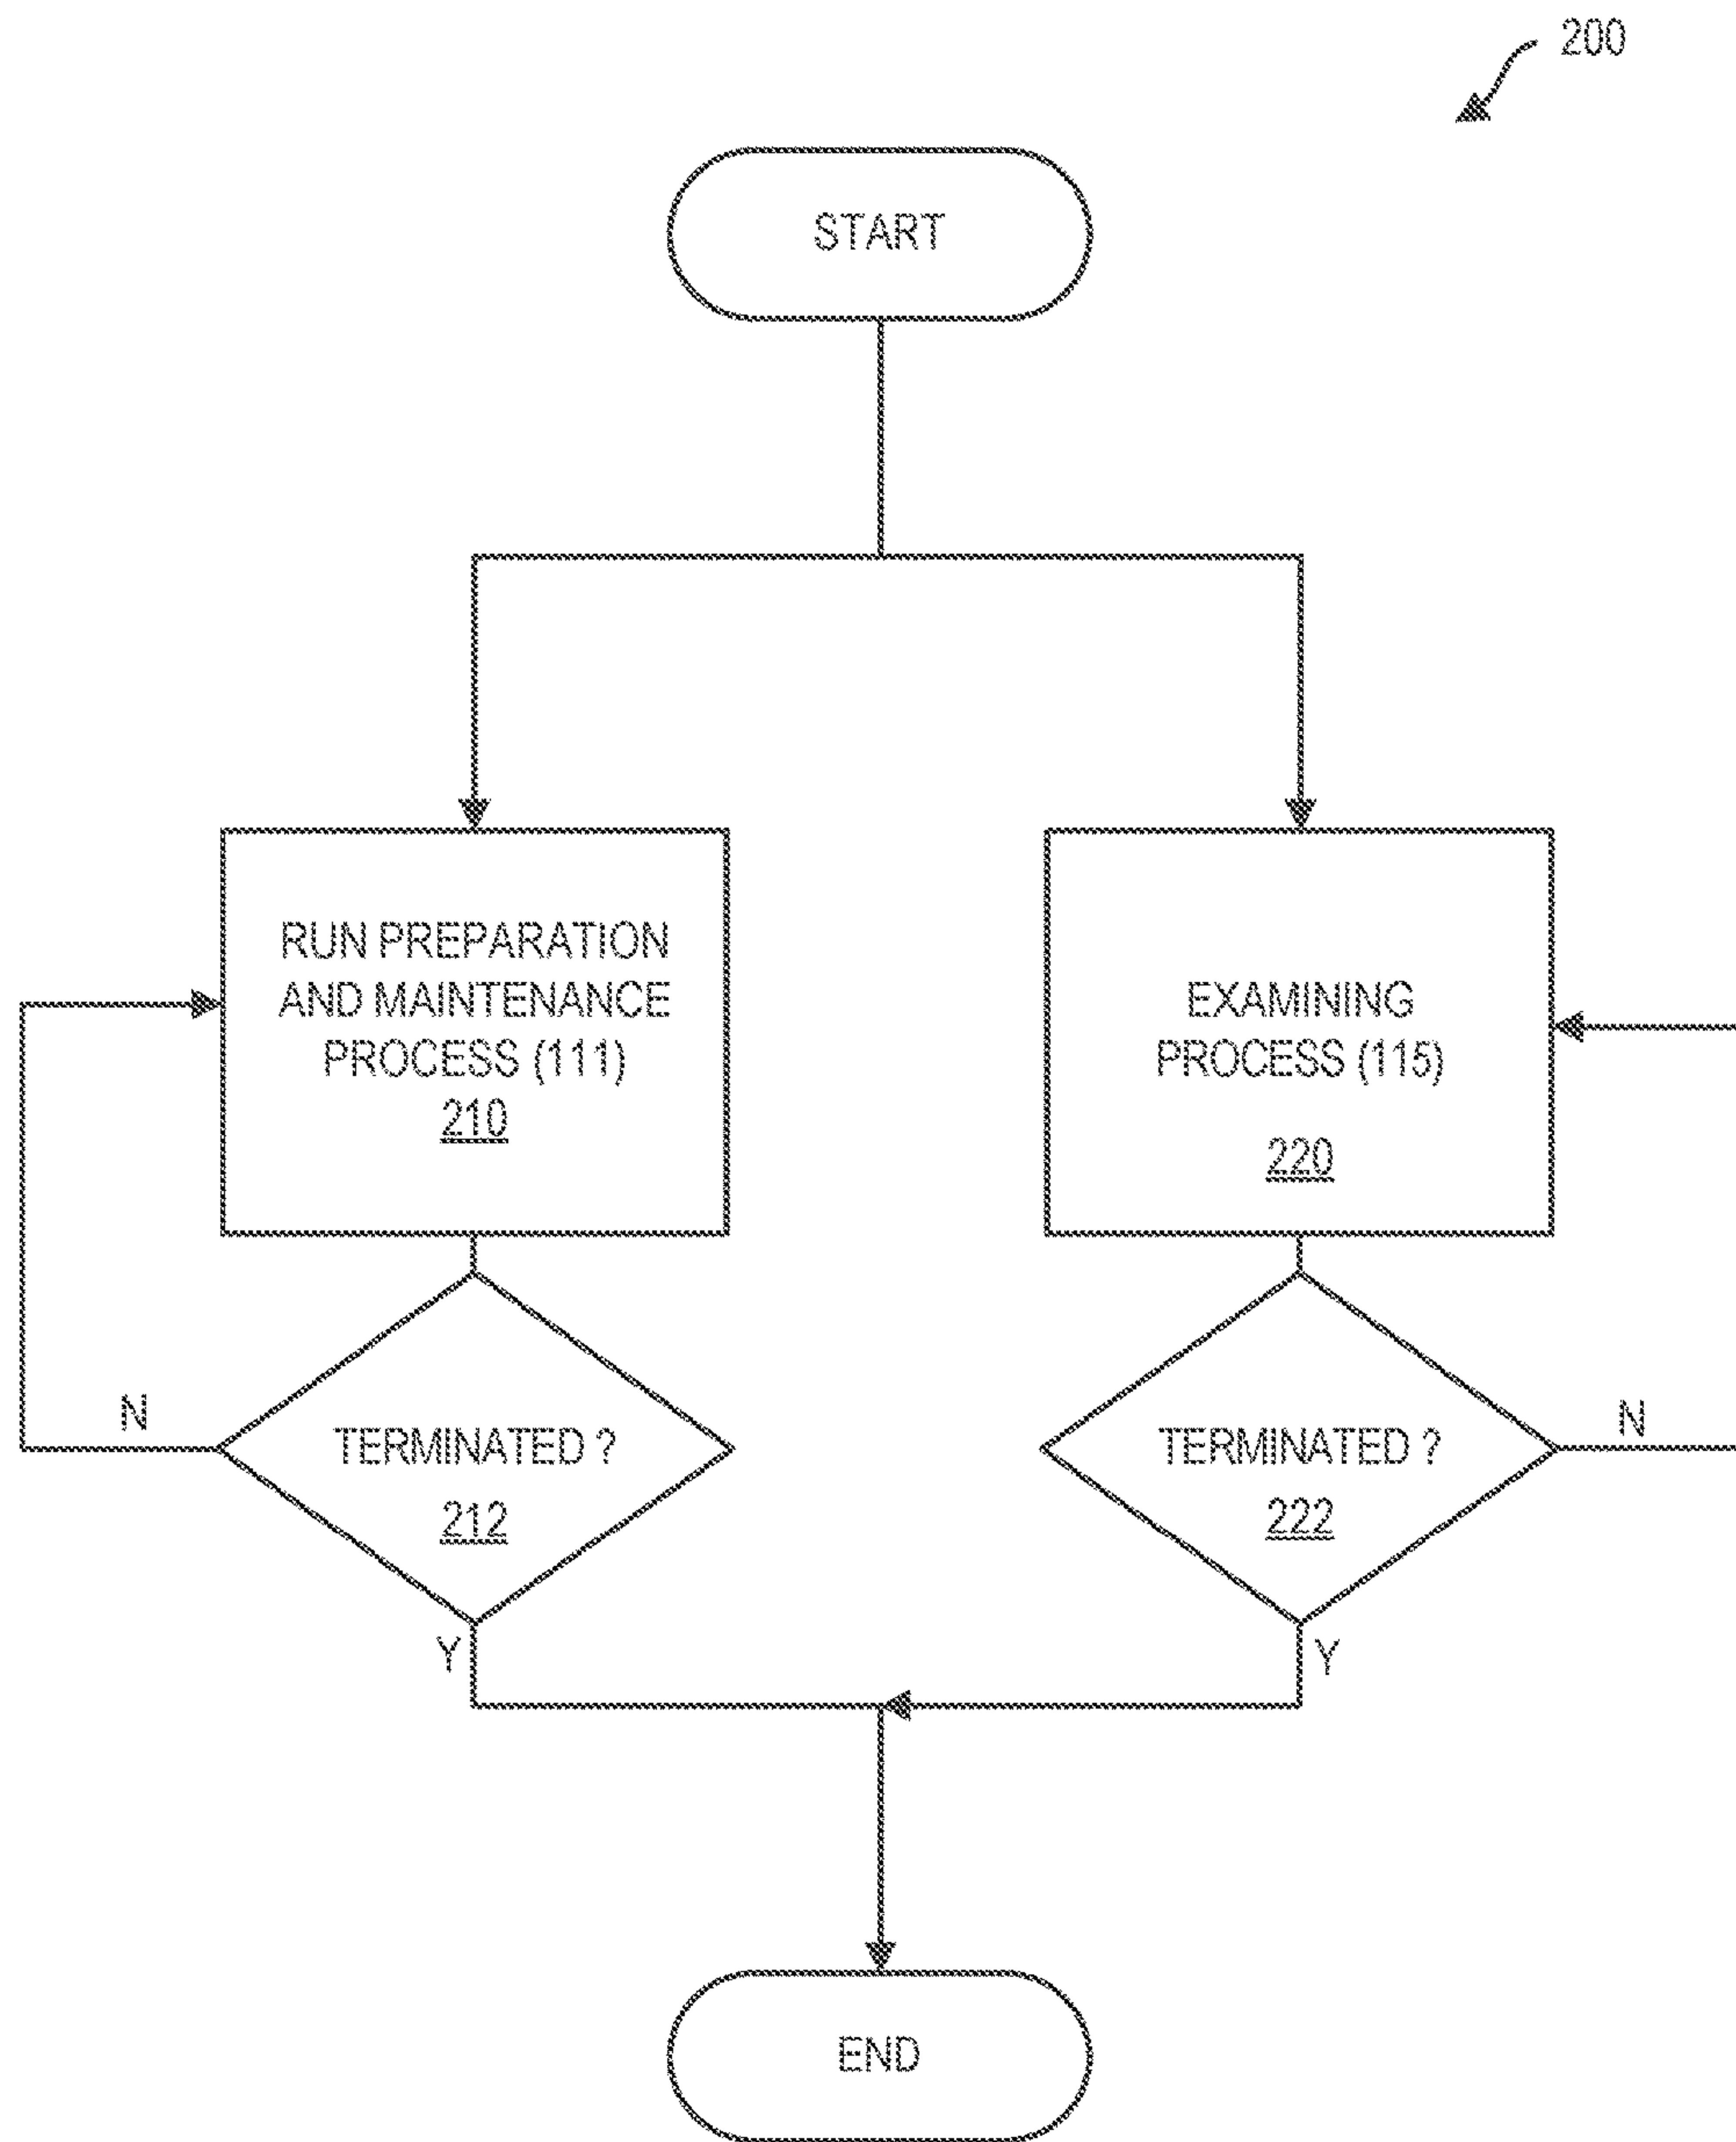 200
START
RUN PREPARATION
AND MAINTENANCE
PROCESS (111)
210
EXAMINING
PROCESS (115)
220
N
TERMINATED ?
212
Y
TERMINATED ?
222
N
Y
END